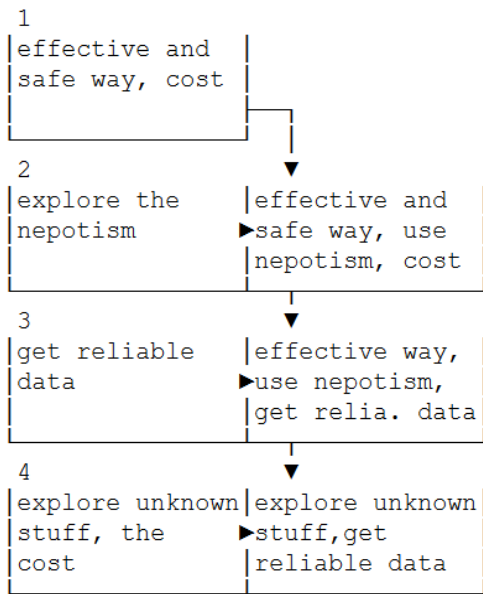 1
effective and
safe way, cost
2
explore the
nepotism
effective and
safe way, use
nepotism, cost
3
get reliable
data
effective way,
use nepotism,
get relia. data
4
explore unknown
stuff, the
cost
explore unknown
stuff,get
reliable data